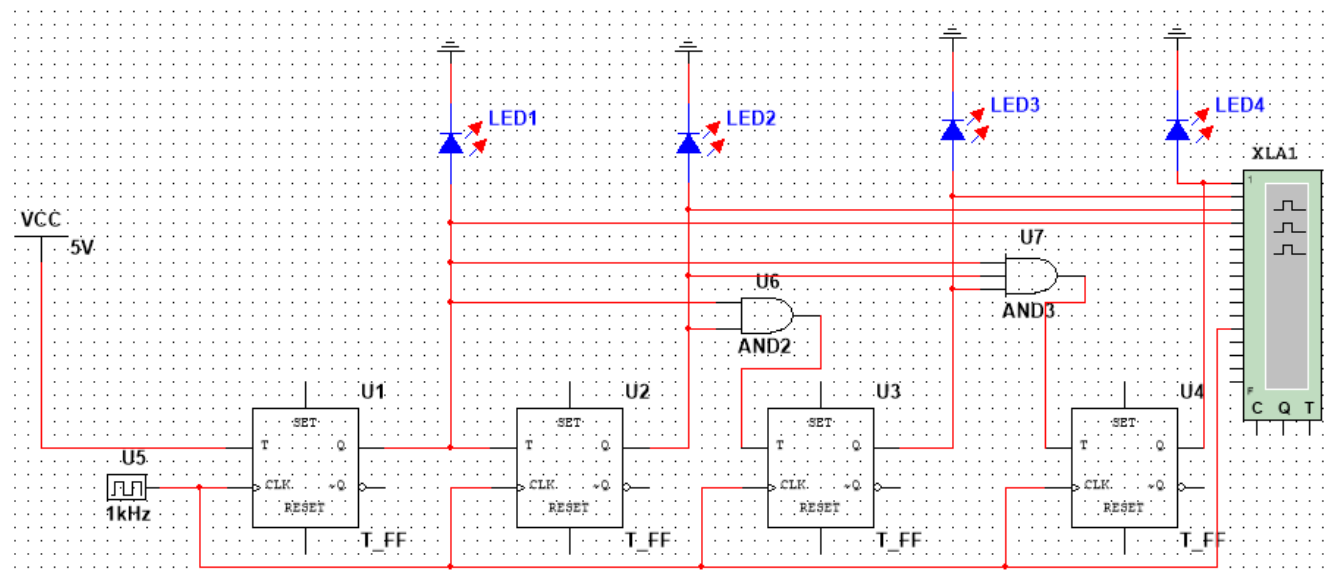 LED1
LED2
LED3
LED4
XLA1
1
VCC
5V
U7
U6
AND3
AND2
F
C Q T
U1
U2
U3
U4
SET
SET
SET
SET
T Q
T Q
T Q
T Q
U5
CLK ~Q
CLK ~Q
CLK ~Q
CLK ~Q
1kHz
RESET
RESET
RESET
RESET
T_FF
T_FF
T_FF
T_FF